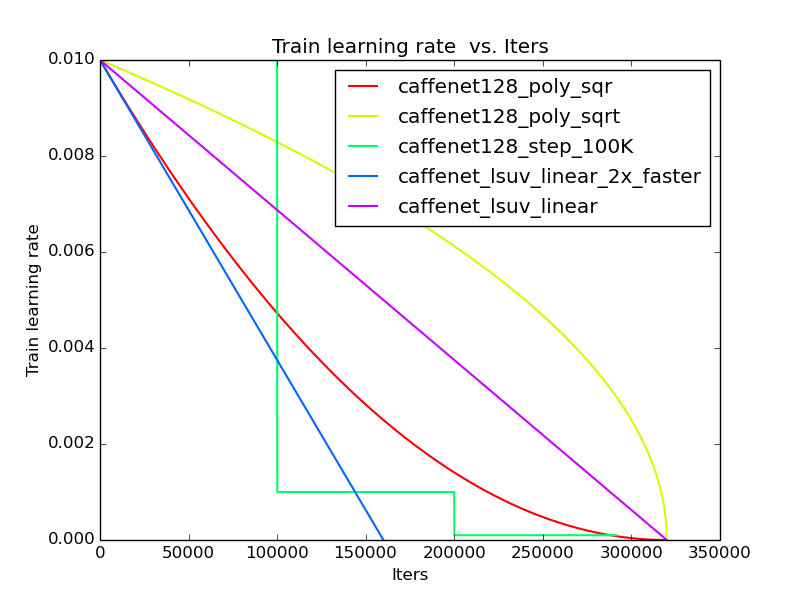 Train learning rate  vs. Iters
0.010
0.008
0.006
0.004
0.002
0.000
Train learning rate
caffenet128_poly_sqr
caffenet128_poly_sqrt
caffenet128_step_100K
caffenet_lsuv_linear_2x_faster
caffenet_lsuv_linear
0 50000 100000 150000 200000 250000 300000 350000
Iters